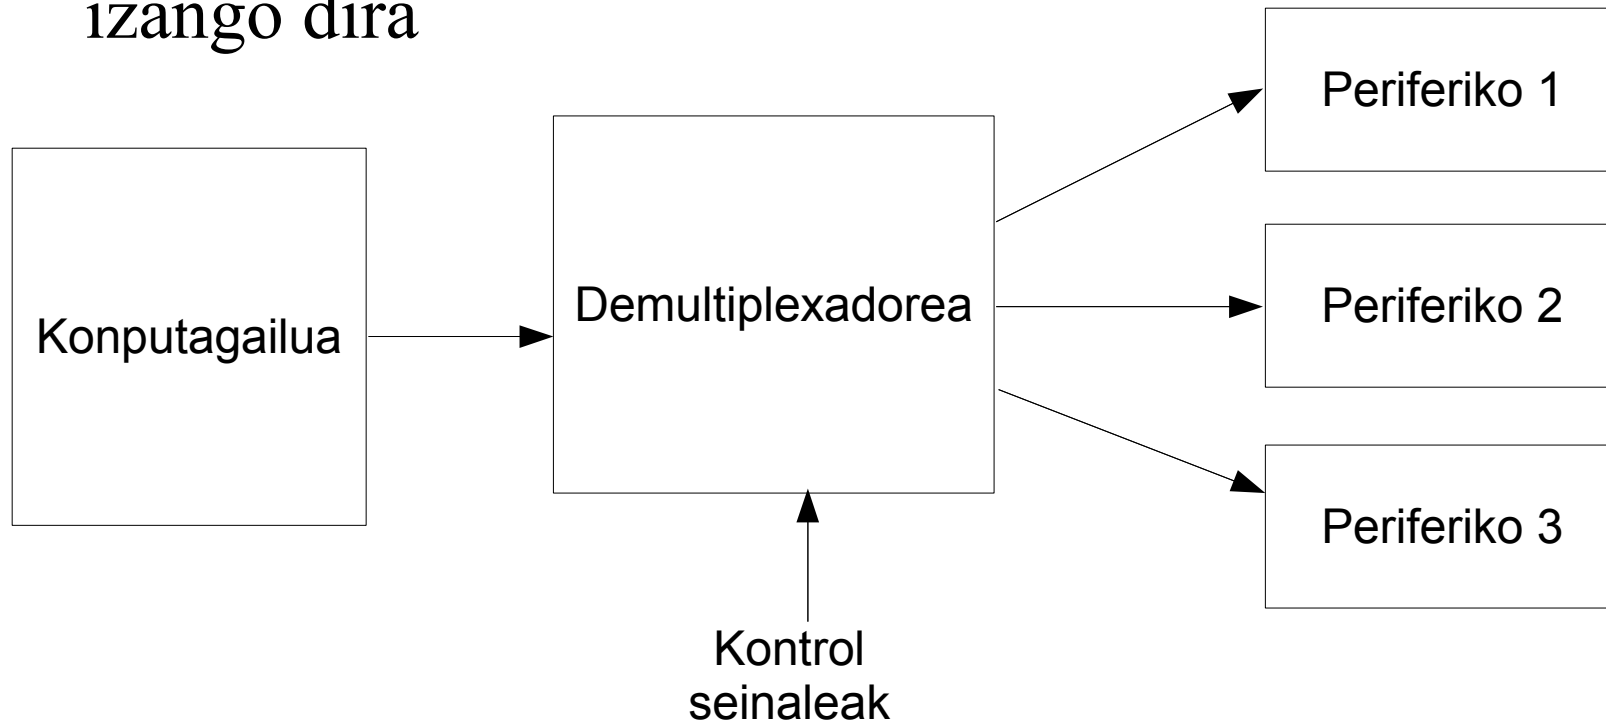 izango dira
Periferiko 1
Konputagailua
Demultiplexadorea
Periferiko 2
Periferiko 3
Kontrol
seinaleak